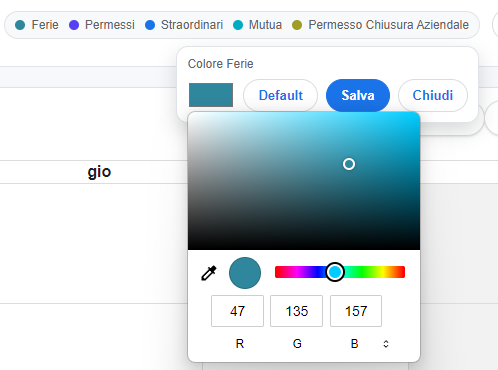 Ferie Permessi Straordinari Mutua Permesso Chiusura Aziendale
Colore Ferie
Default Salva Chiudi
gio
47 135 157
R G B